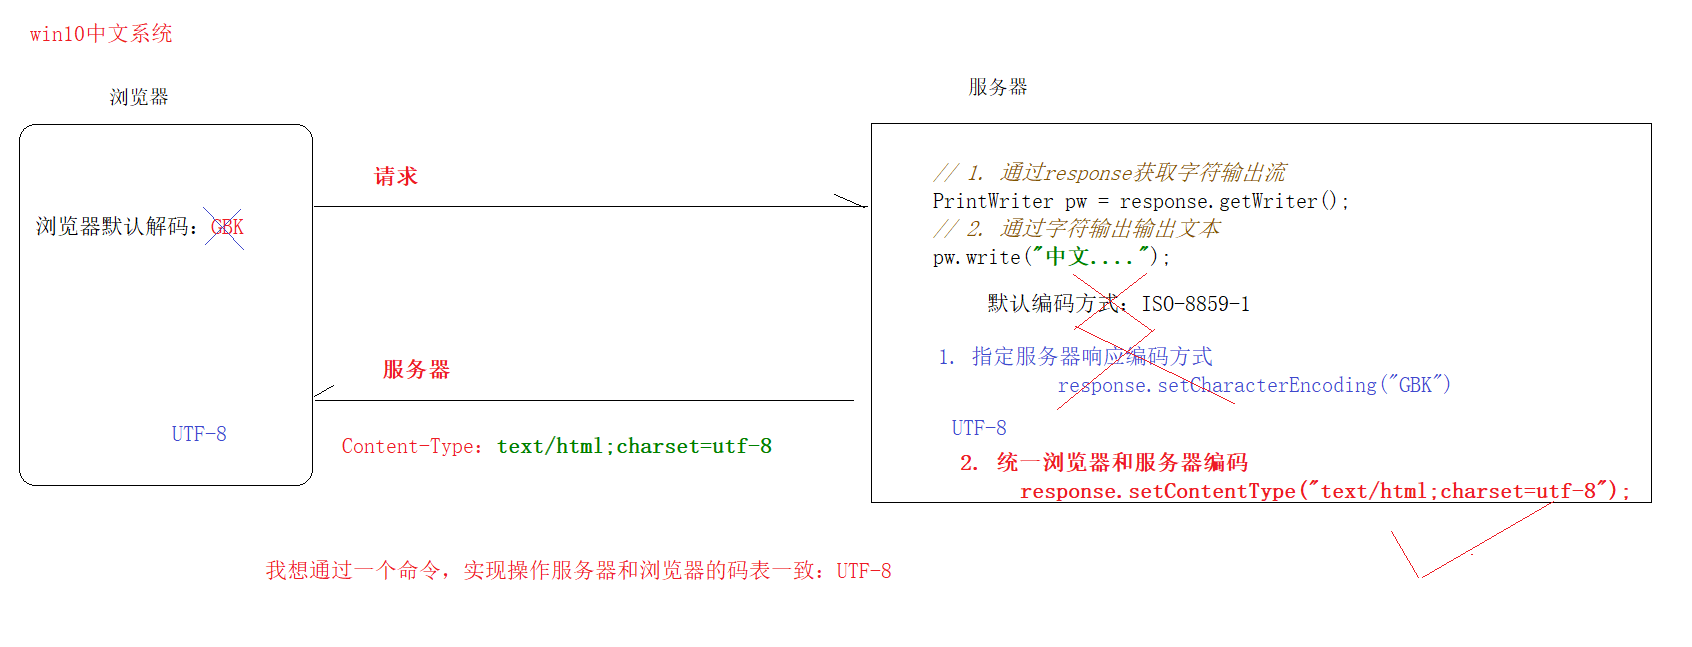 win10中文系统
浏览器
服务器
请求
浏览器默认解码：GBK
// 1. 通过response获取字符输出流
PrintWriter pw = response.getWriter();
// 2. 通过字符输出输出文本
pw.write("中文....");
默认编码方式：ISO-8859-1
1. 指定服务器响应编码方式
response.setCharacterEncoding("GBK")
服务器
UTF-8
Content-Type：text/html;charset=utf-8
UTF-8
2. 统一浏览器和服务器编码
response.setContentType("text/html;charset=utf-8");
我想通过一个命令，实现操作服务器和浏览器的码表一致：UTF-8